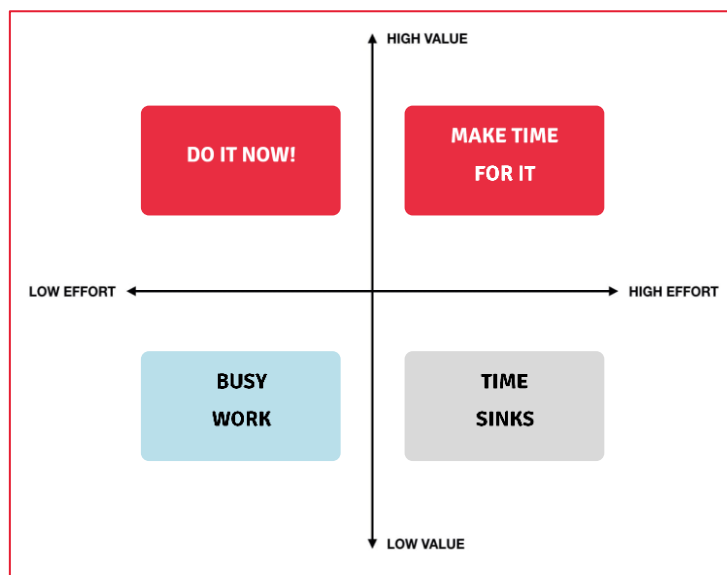 HIGH VALUE
DO IT NOW!
MAKE TIME
FOR IT
LOW EFFORT
HIGH EFFORT
BUSY
WORK
TIME
SINKS
LOW VALUE